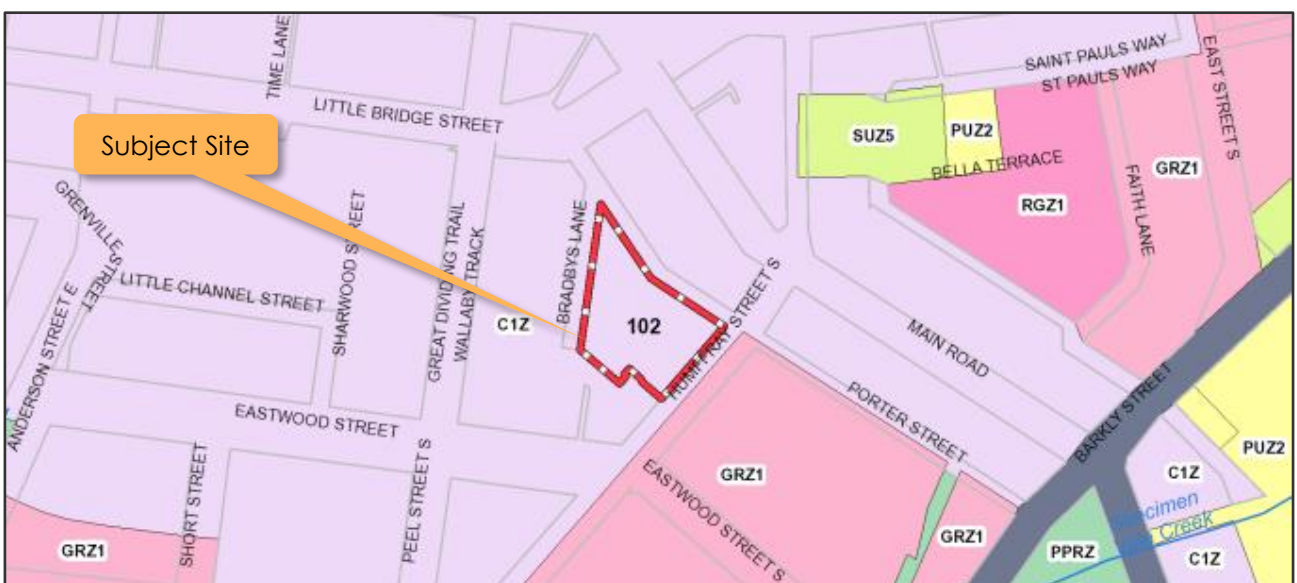 TIME LANE
SAINT PAULS WAY
ST PAULS WAY
EAST STREET S
LITTLE BRIDGE STREET
Subject Site
SUZ5
PUZ2
BELLA TERRACE
GRZ1
RGZ1
FAITH LANE
GRENVILLE STREET
SHARWOOD STREET
GREAT DIVIDING TRAIL
WALLABY TRACK
BRADBYS LANE
LITTLE CHANNEL STREET
ANDERSON STREET E
C1Z
102
HUMFFRAY STREET S
MAIN ROAD
PORTER STREET
BARKLY STREET
EASTWOOD STREET
PUZ2
C1Z
GRZ1
EASTWOOD STREET S
SHORT STREET
PEEL STREET S
GRZ1
GRZ1
PPRZ
Creek
C1Z